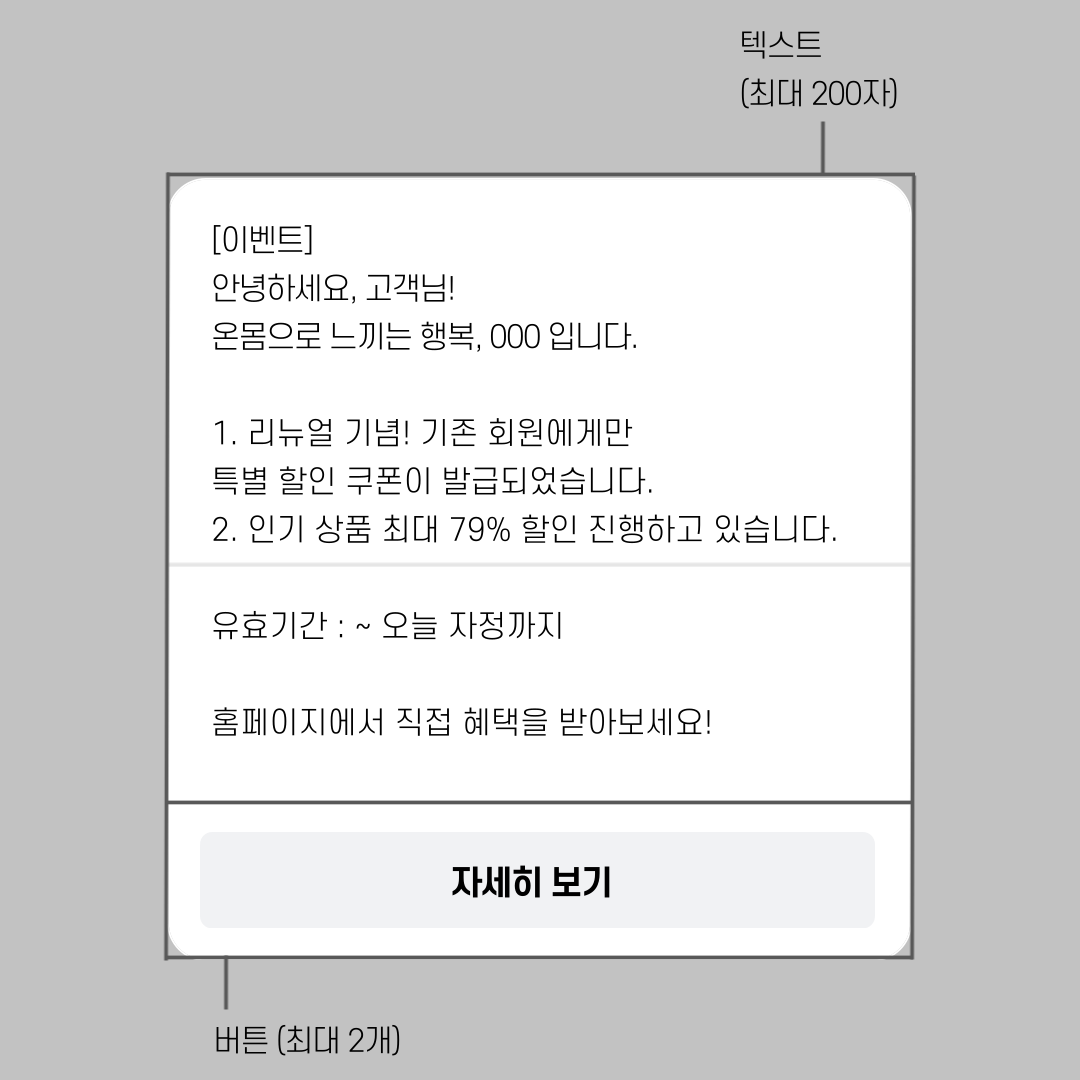 텍스트
(최대 200자)
[이벤트]
안녕하세요, 고객님!
온몸으로 느끼는 행복, 000 입니다.
1. 리뉴얼 기념! 기존 회원에게만
특별 할인 쿠폰이 발급되었습니다.
2. 인기 상품 최대 79% 할인 진행하고 있습니다.
유효기간 : ~ 오늘 자정까지
홈페이지에서 직접 혜택을 받아보세요!
자세히 보기
버튼 (최대 2개)